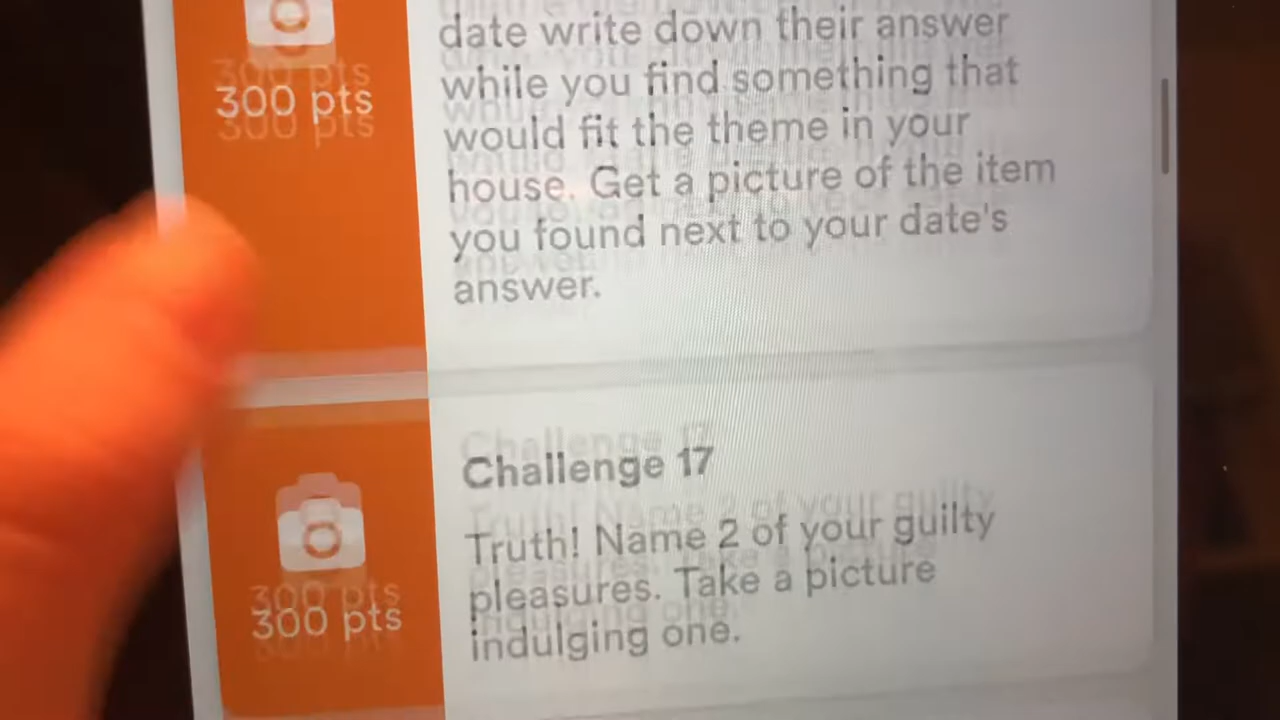 300 pts
date write down their answer
while you find something that
would fit the theme in your
house. Get a picture of the item
you found next to your date's
answer.
Challenge 17
Truth! Name 2 of your guilty
pleasures. Take a picture
indulging one.
300 pts